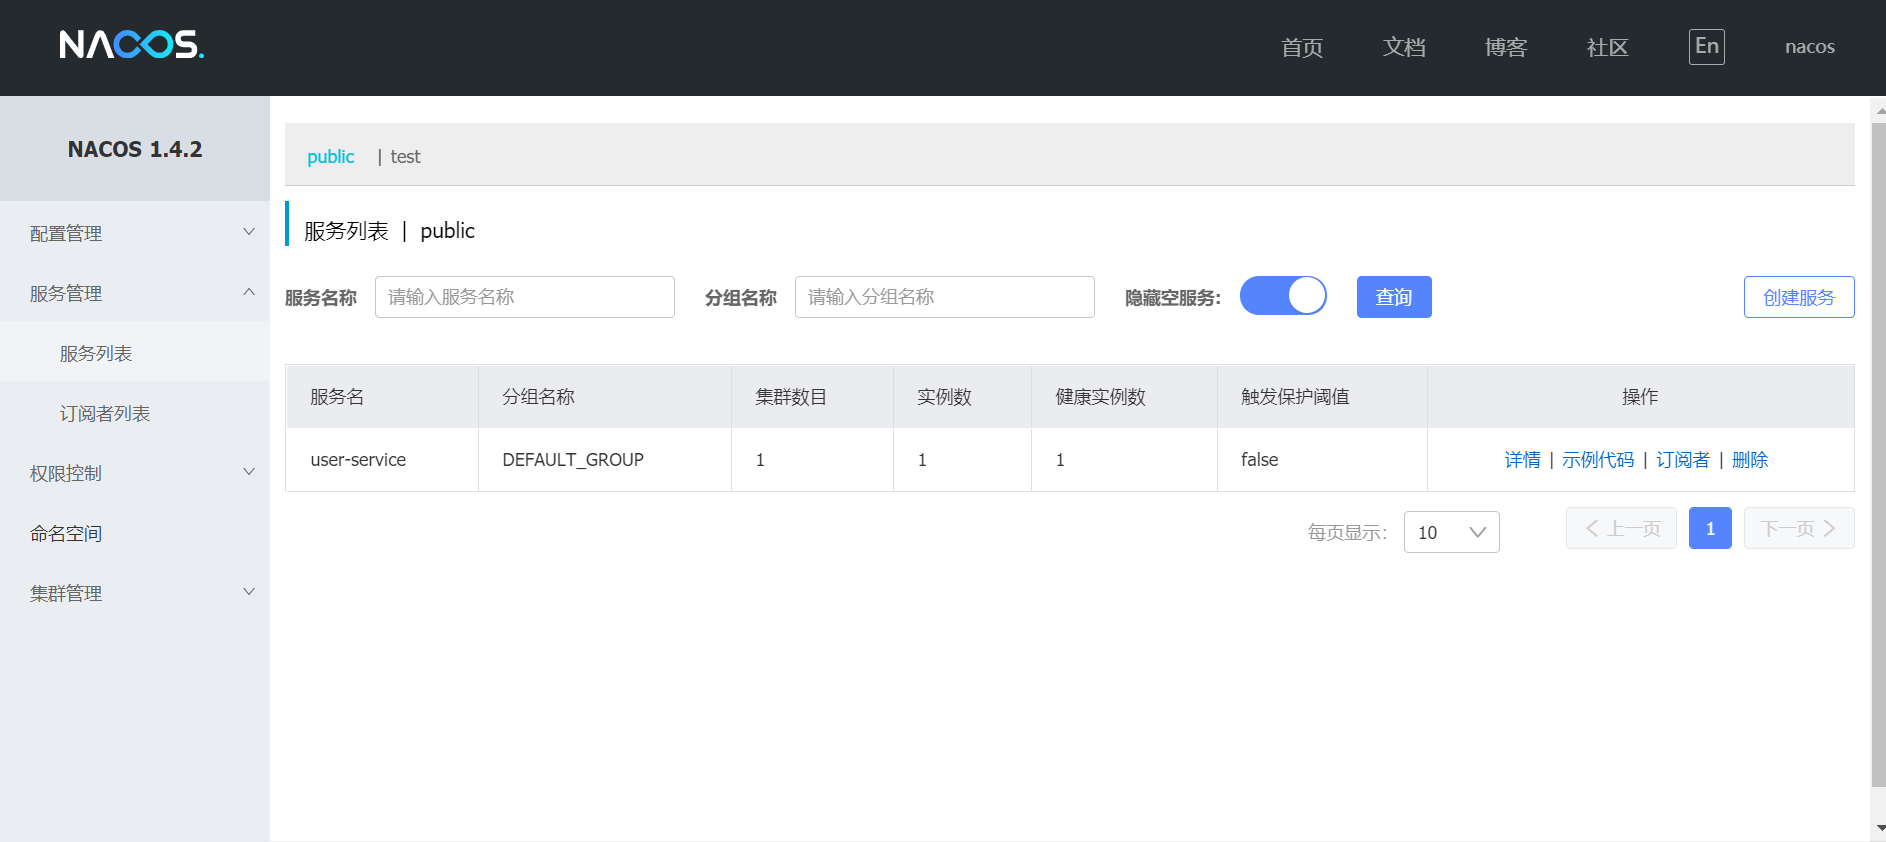 NACOS.
首页 文档 博客 社区 En nacos
NACOS 1.4.2
配置管理
服务管理
服务列表
订阅者列表
权限控制
命名空间
集群管理
public | test
服务列表 | public
服务名称 请输入服务名称 分组名称 请输入分组名称 隐藏空服务: 查询 创建服务
服务名 分组名称 集群数目 实例数 健康实例数 触发保护阈值 操作
user-service DEFAULT_GROUP 1 1 1 false 详情 | 示例代码 | 订阅者 | 删除
每页显示: 10 上一页 1 下一页